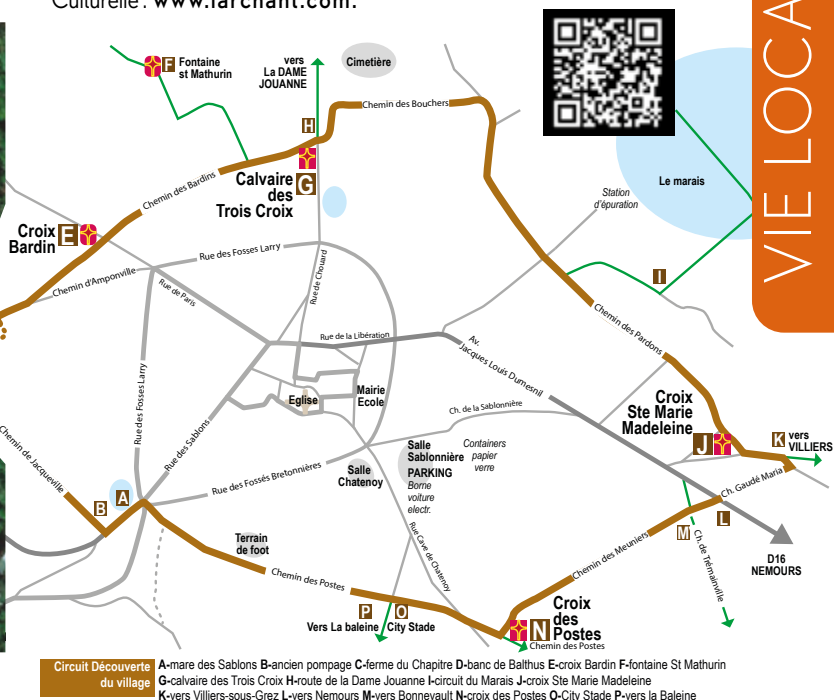 Culturelle : www.larchant.com.
VIE LOCA
F Fontaine
st Mathurin
vers
La DAME
JOUANNE
Cimetière
H
Chemin des Bouchers
Chemin des Bardins
Calvaire
des
Trois Croix
G
Croix
Bardin
E
Le marais
Station
d'épuration
I
Rue des Fosses Larry
Rue de Chouard
Chemin d'Amponville
Rue de Paris
Rue de la Libération
Av.
Jacques Louis Dumesnil
Chemin des Pardons
Rue des Fosses Larry
Eglise
Mairie
Ecole
Ch. de la Sablonnière
Croix
Ste Marie
Madeleine
J
K vers
VILLIERS
Chemin de Jacqueville
Rue des Sablons
Salle
Sablonnière
PARKING
Borne
voiture
electr.
Containers
papier
verre
Salle
Chatenoy
Rue des Fossés Bretonnières
Ch. Gaudé Maria
B
A
L
M
Terrain
de foot
Rue Cave de Chatenoy
Chemin des Meuniers
Ch. de Trémainville
D16
NEMOURS
Chemin des Postes
P
O
Vers La baleine
City Stade
Croix
des
Postes
N
Chemin des Postes
Circuit Découverte
du village
A-mare des Sablons B-ancien pompage C-ferme du Chapitre D-banc de Balthus E-croix Bardin F-fontaine St Mathurin
G-calvaire des Trois Croix H-route de la Dame Jouanne I-circuit du Marais J-croix Ste Marie Madeleine
K-vers Villiers-sous-Grez L-vers Nemours M-vers Bonnevault N-croix des Postes O-City Stade P-vers la Baleine